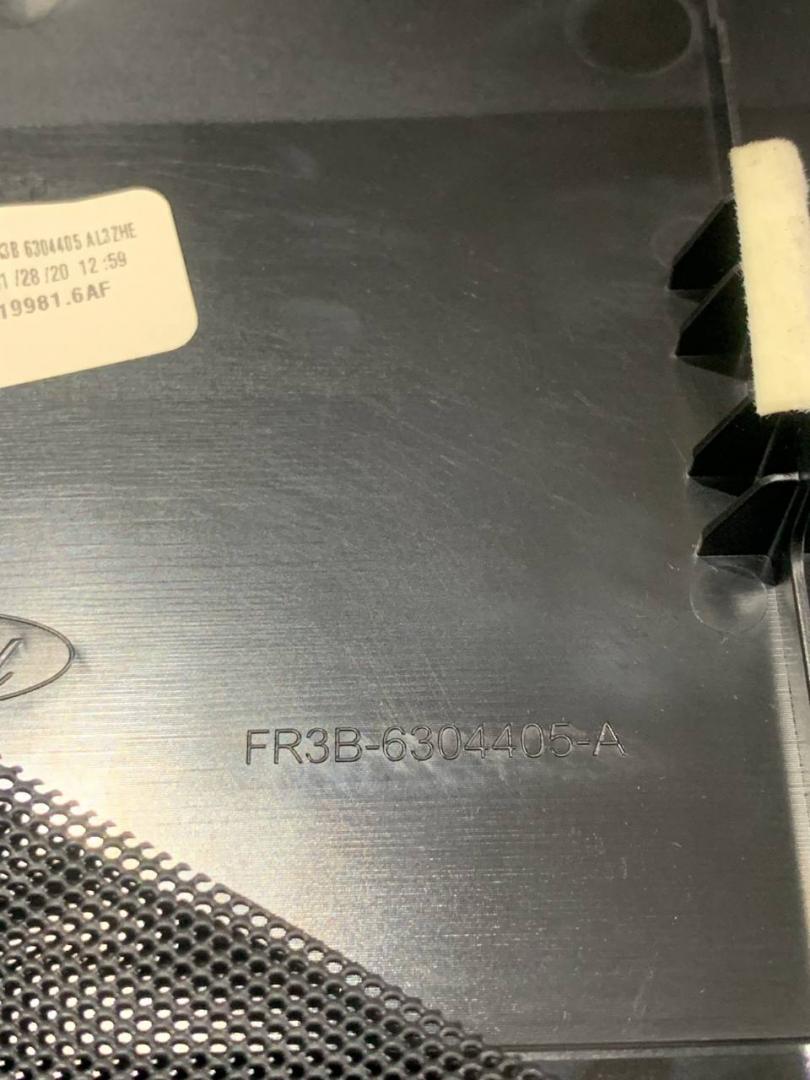 3B 6304405 AL3ZHE
1 /28 /20 12 :59
19981.6AF
FR3B-6304405-A